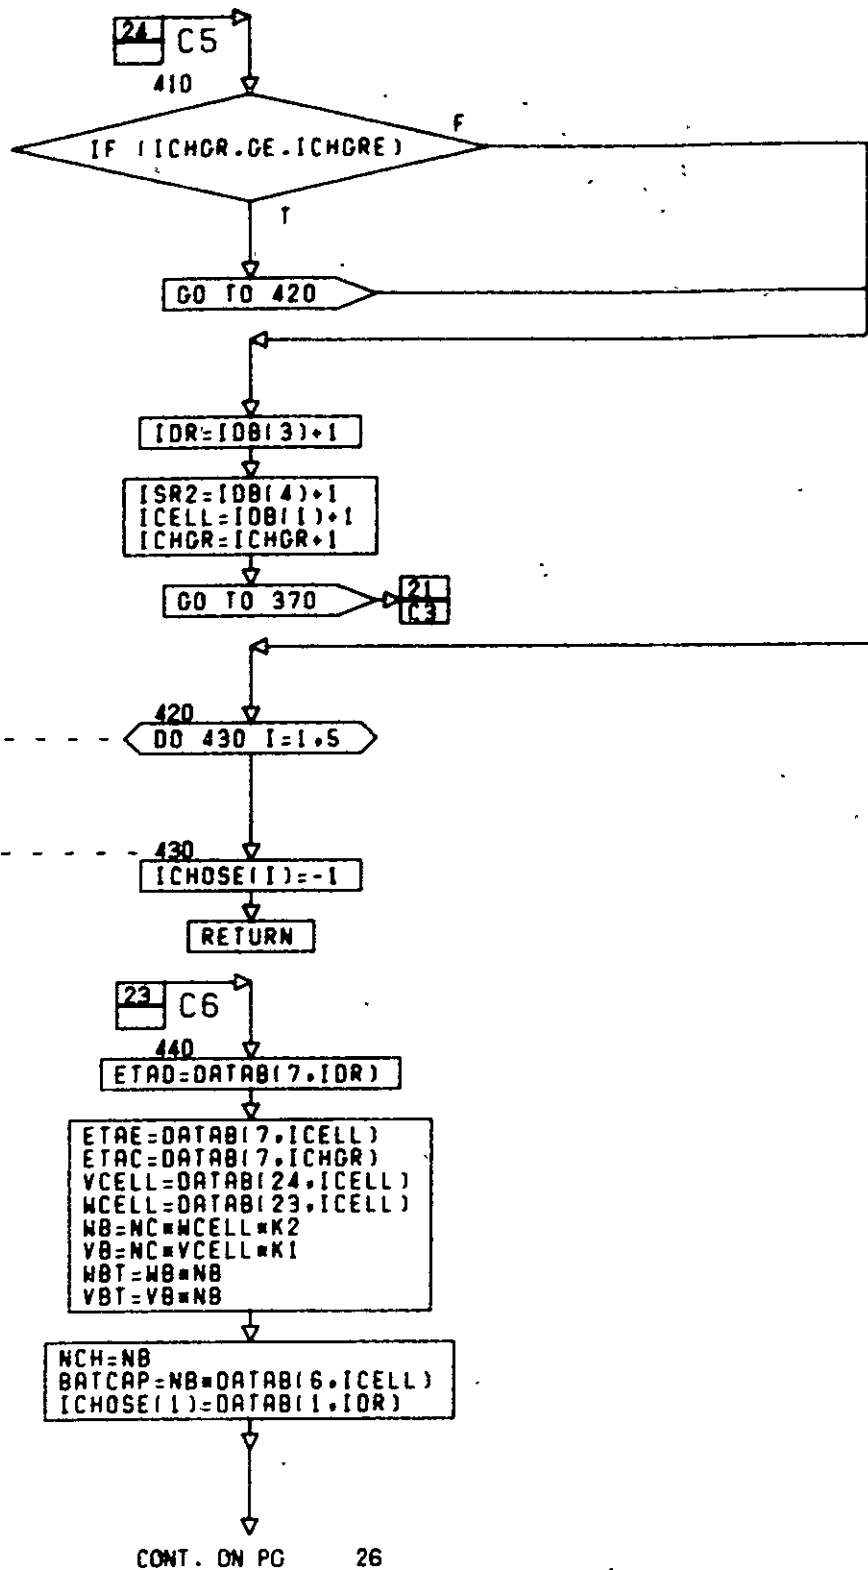 24
C5
410
IF (ICHGR.GE.ICHGRE)
F
T
GO TO 420
IDR=IDB(3)+1
ISR2=IDB(4)+1
ICELL=IDB(1)+1
ICHGR=ICHGR+1
GO TO 370
21
C3
420
DO 430 I=1,5
430
ICHOSE(I)=-1
RETURN
23
C6
440
ETAD=DATAB(7,IDR)
ETAE=DATAB(7,ICELL)
ETAC=DATAB(7,ICHGR)
VCELL=DATAB(24,ICELL)
WCELL=DATAB(23,ICELL)
WB=NC*WCELL*K2
VB=NC*VCELL*K1
WBT=WB*NB
VBT=VB*NB
NCH=NB
BATCAP=NB*DATAB(6,ICELL)
ICHOSE(1)=DATAB(1,IDR)
CONT. ON PG 26